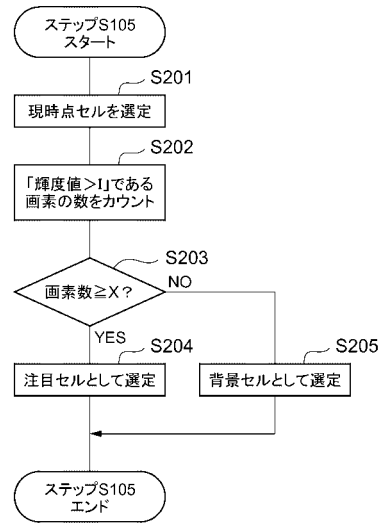 ステップS105
スタート
S201
現時点セルを選定
S202
「輝度値>I」である
画素の数をカウント
S203
画素数≧X?
NO
YES
S204
注目セルとして選定
S205
背景セルとして選定
ステップS105
エンド